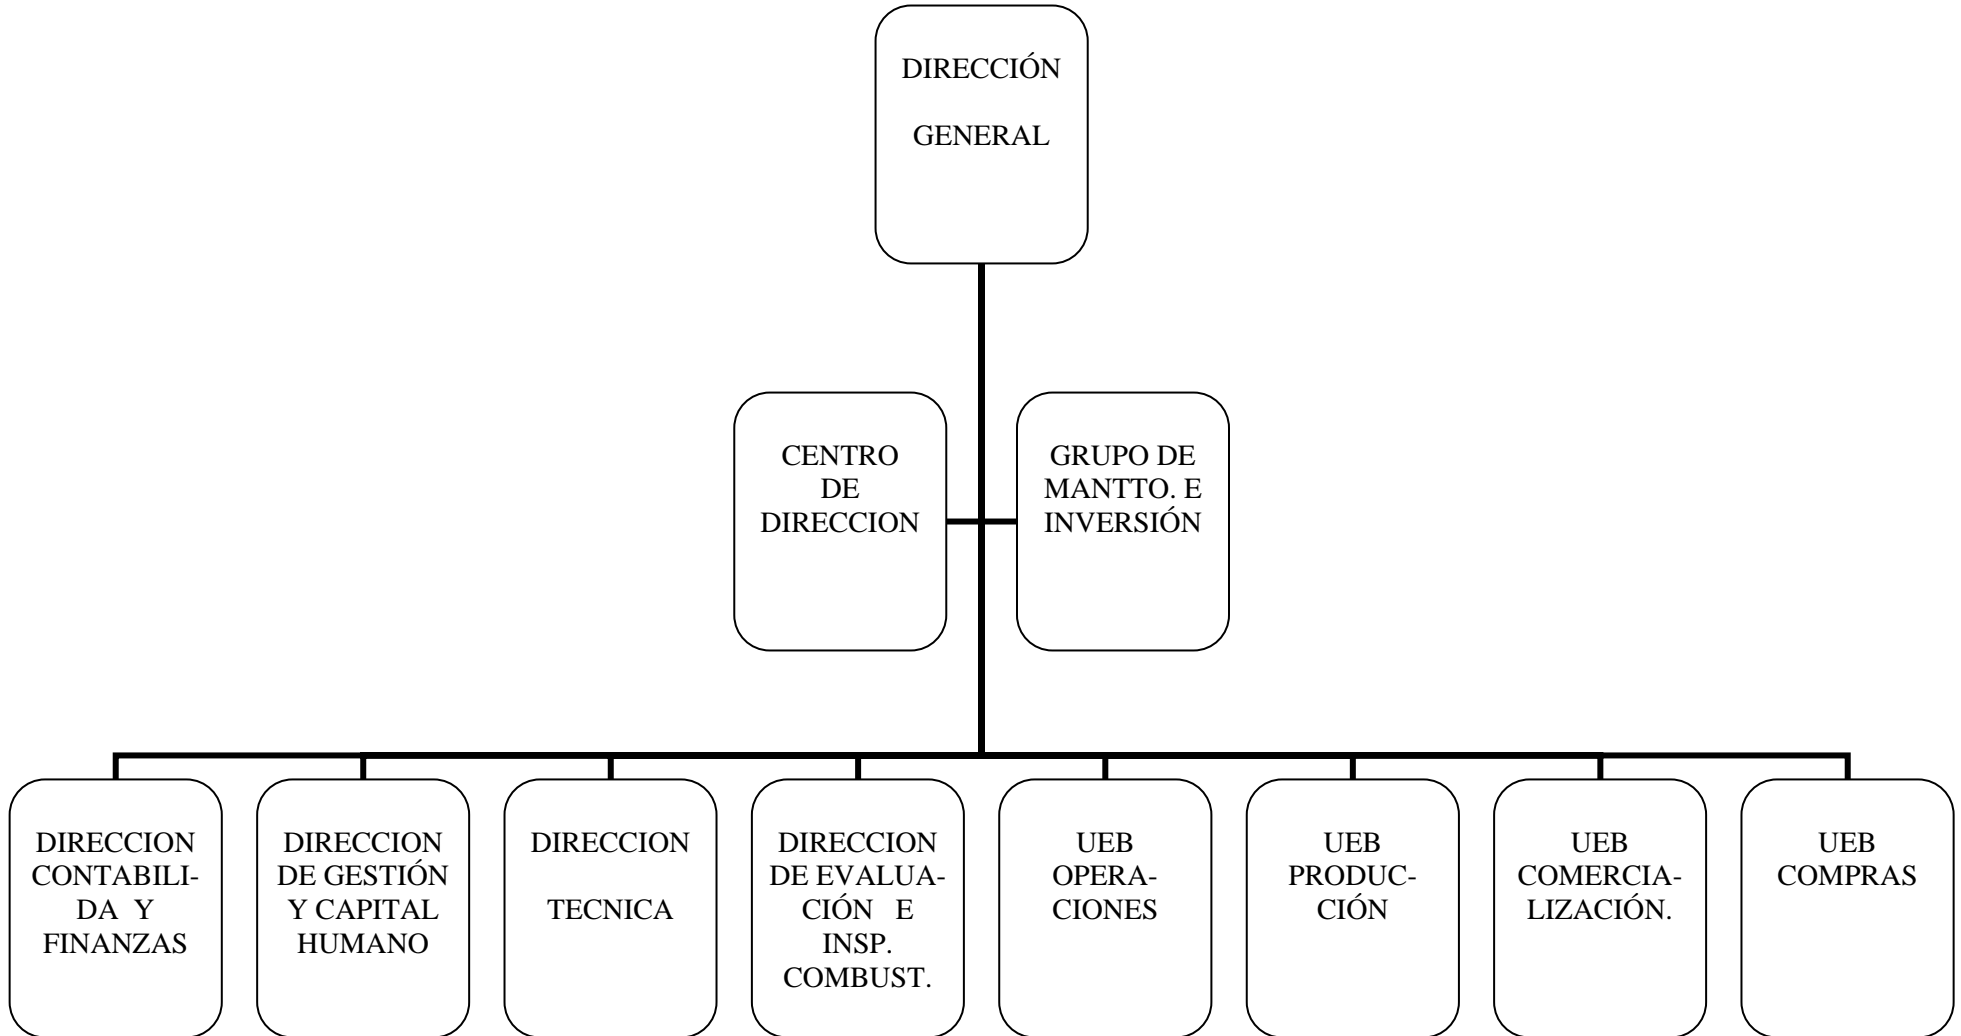 DIRECCIÓN
GENERAL
CENTRO
DE
DIRECCION
GRUPO DE
MANTTO. E
INVERSIÓN
DIRECCION
CONTABILI-
DA Y
FINANZAS
DIRECCION
DE GESTIÓN
Y CAPITAL
HUMANO
DIRECCION
TECNICA
DIRECCION
DE EVALUA-
CIÓN E
INSP.
COMBUST.
UEB
OPERA-
CIONES
UEB
PRODUC-
CIÓN
UEB
COMERCIA-
LIZACIÓN.
UEB
COMPRAS